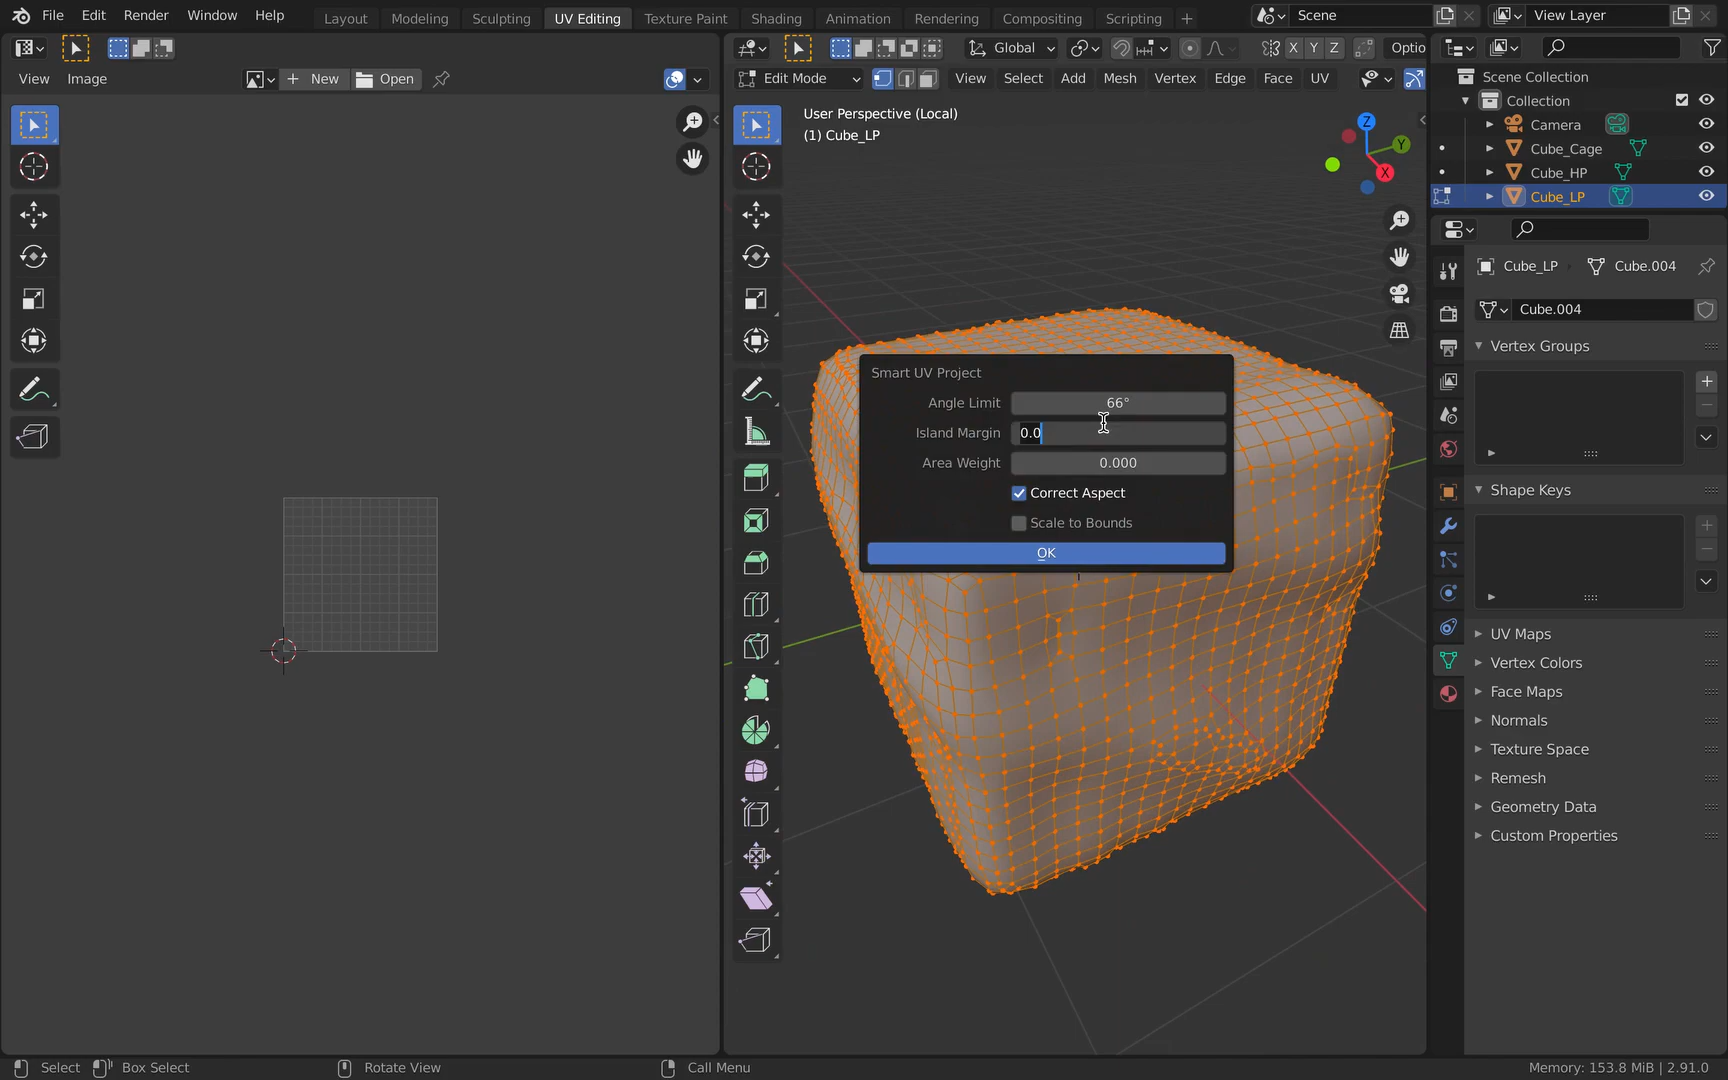 File Edit Render Window Help Layout Modeling Sculpting UV Editing Texture Paint Shading Animation Rendering Compositing Scripting + Scene View Layer
Global X Y Z Optio
View Image New Open Edit Mode View Select Add Mesh Vertex Edge Face UV
Scene Collection
Collection
Camera
Cube_Cage
Cube_HP
Cube_LP
User Perspective (Local)
(1) Cube_LP
Z
Y
X
Cube_LP Cube.004
Cube.004
Vertex Groups
Shape Keys
UV Maps
Vertex Colors
Face Maps
Normals
Texture Space
Remesh
Geometry Data
Custom Properties
Smart UV Project
Angle Limit 66°
Island Margin 0.0
Area Weight 0.000
Correct Aspect
Scale to Bounds
OK
Select Box Select Rotate View Call Menu Memory: 153.8 MiB | 2.91.0